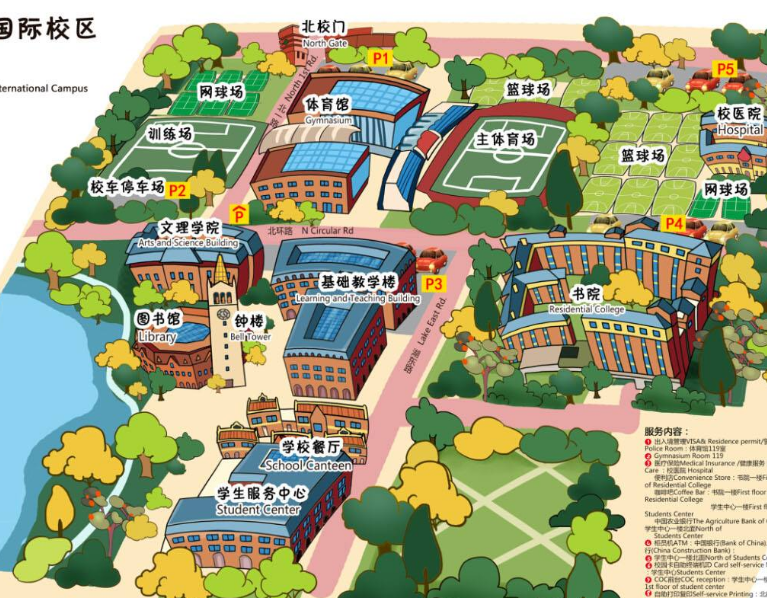 国际校区
ternational Campus
北校门
North Gate
P1
P5
North 1st Rd.
网球场
体育馆
Gymnasium
篮球场
校医院
Hospital
训练场
主体育场
篮球场
校车停车场 P2
网球场
P
P4
文理学院
Arts and Science Building
北环路 N Circular Rd
基础教学楼
Learning and Teaching Building
P3
书院
Residential College
图书馆
Library
钟楼
Bell Tower
湖东路 Lake East Rd.
学校餐厅
School Canteen
学生服务中心
Student Center
服务内容：
出入境管理VISA& Residence permit/
Police Room：体育馆119室
Gymnasium Room 119
医疗保险Medical Insurance /健康服务
Care：校医院 Hospital
便利店Convenience Store：书院一楼Fi
of Residential College
咖啡吧Coffee Bar：书院一楼First floor
Residential College
学生中心一楼First fl
Students Center
中国农业银行The Agriculture Bank of
学生中心一楼北面North of
Students Center
柜员机ATM：中国银行(Bank of China)
行(China Construction Bank)：
学生中心一楼北面North of Students C
校园卡自助终端机ID Card self-service
：学生中心Students Center
COC前台COC reception：学生中心一楼
1st floor of student center
自助打印复印Self-service Printing：北